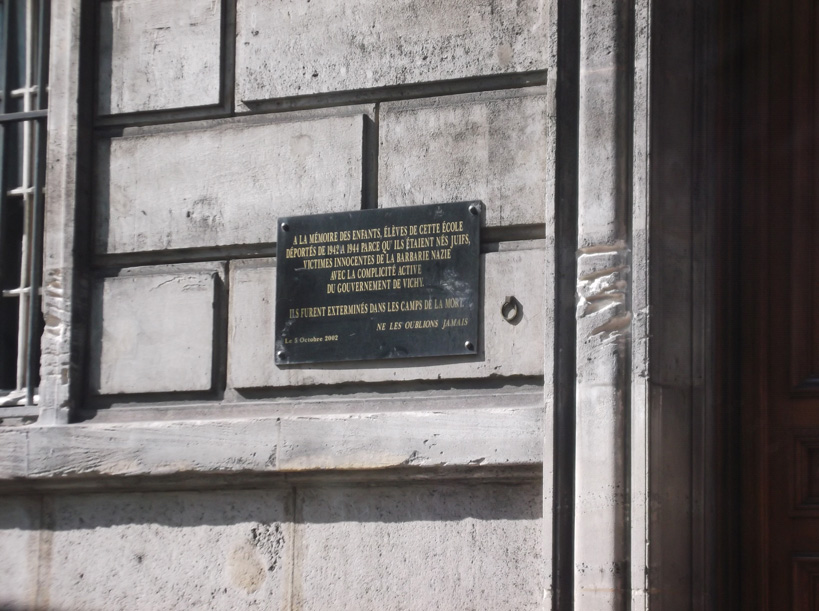 A LA MÉMOIRE DES ENFANTS, ÉLÈVES DE CETTE ÉCOLE
DÉPORTÉS DE 1942 A 1944 PARCE QU'ILS ÉTAIENT NÉS JUIFS,
VICTIMES INNOCENTES DE LA BARBARIE NAZIE
AVEC LA COMPLICITÉ ACTIVE
DU GOUVERNEMENT DE VICHY.
ILS FURENT EXTERMINÉS DANS LES CAMPS DE LA MORT.
NE LES OUBLIONS JAMAIS
Le 5 Octobre 2002